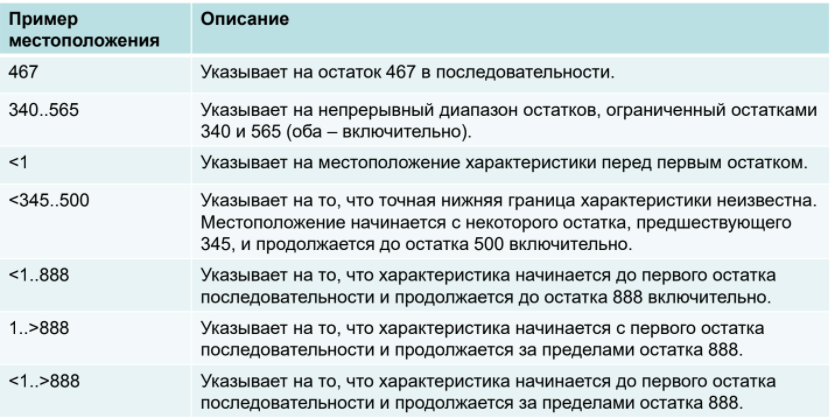 Пример
местоположения
Описание
467
Указывает на остаток 467 в последовательности.
340..565
Указывает на непрерывный диапазон остатков, ограниченный остатками
340 и 565 (оба – включительно).
<1
Указывает на местоположение характеристики перед первым остатком.
<345..500
Указывает на то, что точная нижняя граница характеристики неизвестна.
Местоположение начинается с некоторого остатка, предшествующего
345, и продолжается до остатка 500 включительно.
<1..888
Указывает на то, что характеристика начинается до первого остатка
последовательности и продолжается до остатка 888 включительно.
1..>888
Указывает на то, что характеристика начинается с первого остатка
последовательности и продолжается за пределами остатка 888.
<1..>888
Указывает на то, что характеристика начинается до первого остатка
последовательности и продолжается за пределами остатка 888.